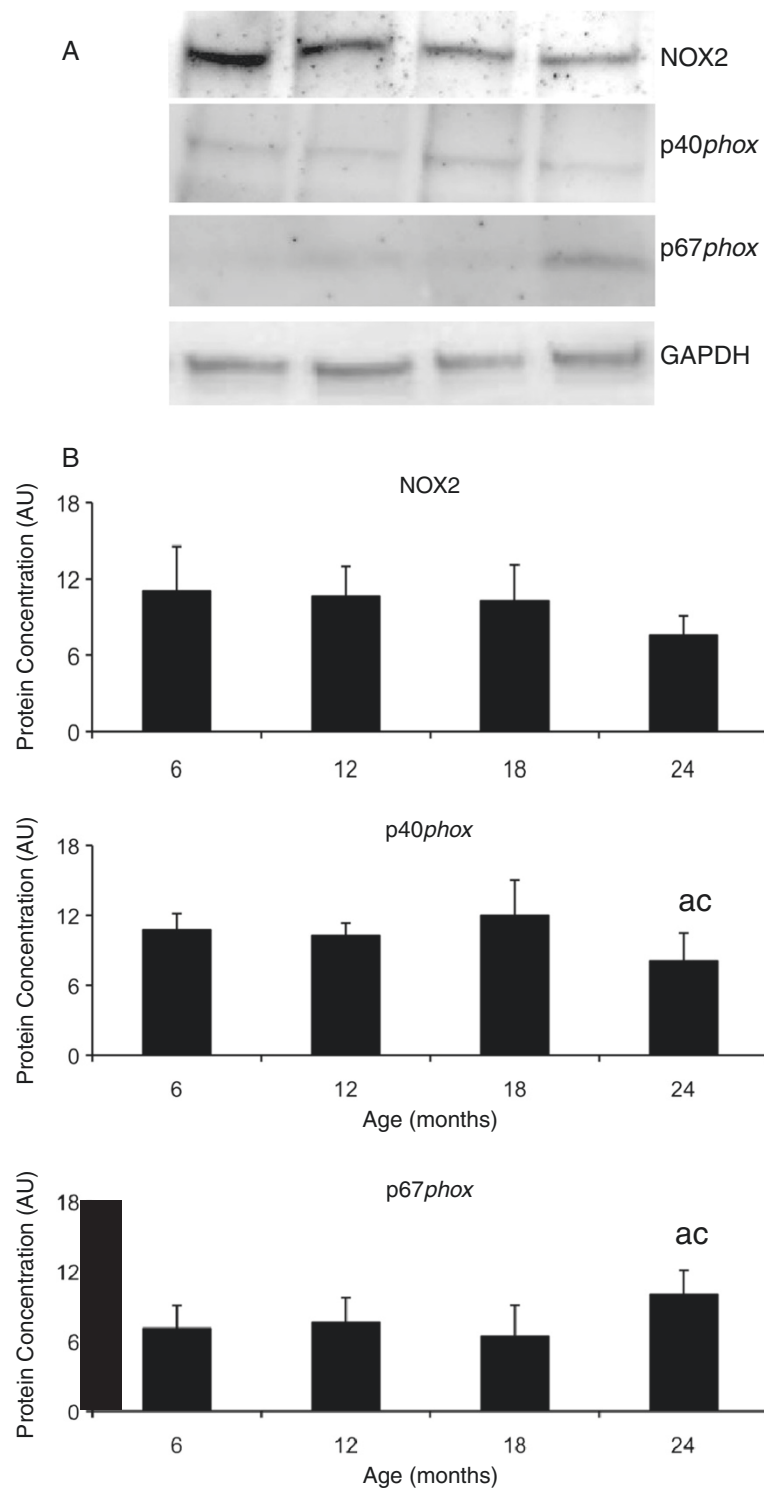 A
NOX2
p40phox
p67phox
GAPDH
B
NOX2
Protein Concentration (AU)
18
12
6
0
6 12 18 24
p40phox
Protein Concentration (AU)
18
12
6
0
ac
6 12 18 24
Age (months)
p67phox
Protein Concentration (AU)
18
12
6
0
ac
6 12 18 24
Age (months)